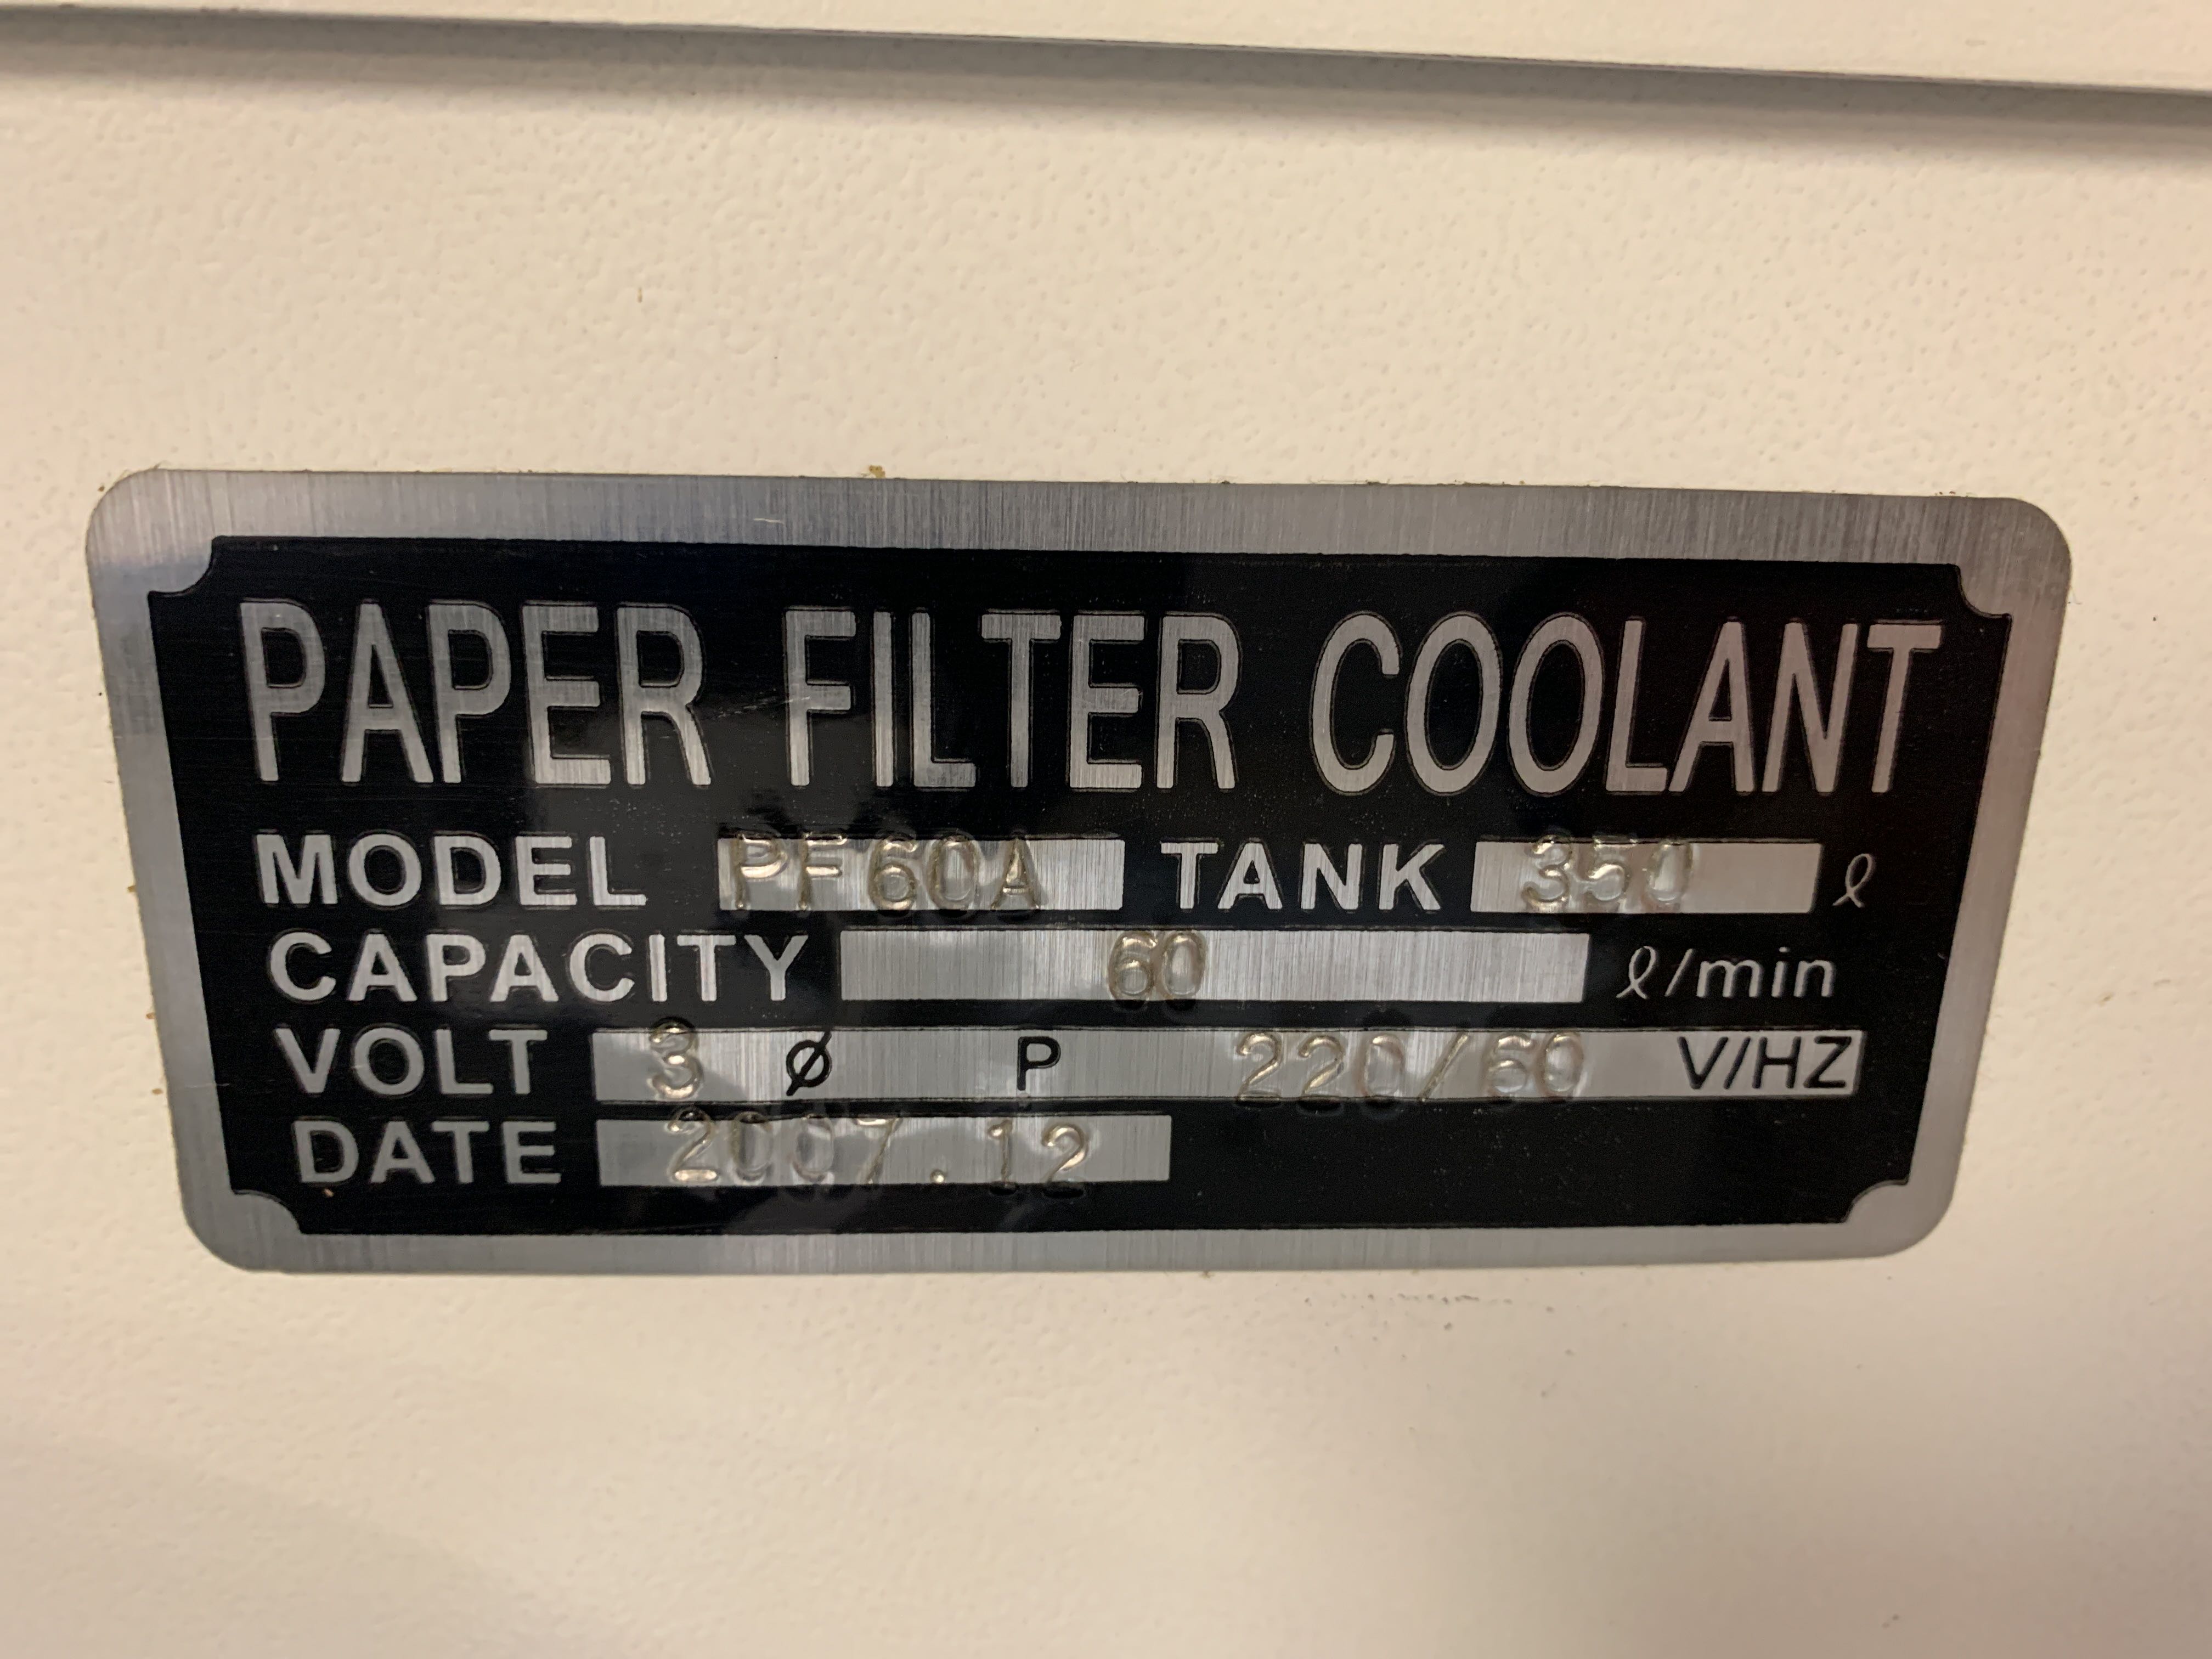 PAPER FILTER COOLANT
MODEL PF60A TANK 350 ℓ
CAPACITY 60 ℓ/min
VOLT 3 Ø P 220/60 V/HZ
DATE 2007.12